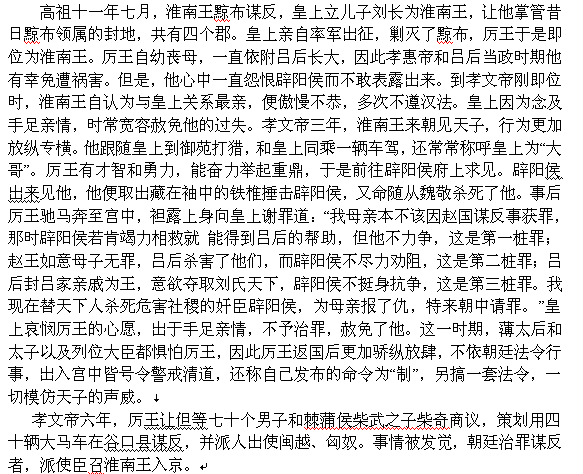 高祖十一年七月，淮南王黥布谋反，皇上立儿子刘长为淮南王，让他掌管昔
日黥布领属的封地，共有四个郡。皇上亲自率军出征，剿灭了黥布，厉王于是即
位为淮南王。厉王自幼丧母，一直依附吕后长大，因此孝惠帝和吕后当政时期他
有幸免遭祸害。但是，他心中一直怨恨辟阳侯而不敢表露出来。到孝文帝刚即位
时，淮南王自认为与皇上关系最亲，便傲慢不恭，多次不遵汉法。皇上因为念及
手足亲情，时常宽容赦免他的过失。孝文帝三年，淮南王来朝见天子，行为更加
放纵专横。他跟随皇上到御苑打猎，和皇上同乘一辆车驾，还常常称呼皇上为“大
哥”。厉王有才智和勇力，能奋力举起重鼎，于是前往辟阳侯府上求见。辟阳侯
出来见他，他便取出藏在袖中的铁椎捶击辟阳侯，又命随从魏敬杀死了他。事后
厉王驰马奔至宫中，袒露上身向皇上谢罪道：“我母亲本不该因赵国谋反事获罪，
那时辟阳侯若肯竭力相救就 能得到吕后的帮助，但他不力争，这是第一桩罪；
赵王如意母子无罪，吕后杀害了他们，而辟阳侯不尽力劝阻，这是第二桩罪；吕
后封吕家亲戚为王，意欲夺取刘氏天下，辟阳侯不挺身抗争，这是第三桩罪。我
现在替天下人杀死危害社稷的奸臣辟阳侯，为母亲报了仇，特来朝中请罪。”皇
上哀悯厉王的心愿，出于手足亲情，不予治罪，赦免了他。这一时期，薄太后和
太子以及列位大臣都惧怕厉王，因此厉王返国后更加骄纵放肆，不依朝廷法令行
事，出入宫中皆号令警戒清道，还称自己发布的命令为“制”，另搞一套法令，一
切模仿天子的声威。
孝文帝六年，厉王让但等七十个男子和棘蒲侯柴武之子柴奇商议，策划用四
十辆大马车在谷口县谋反，并派人出使闽越、匈奴。事情被发觉，朝廷治罪谋反
者，派使臣召淮南王入京。